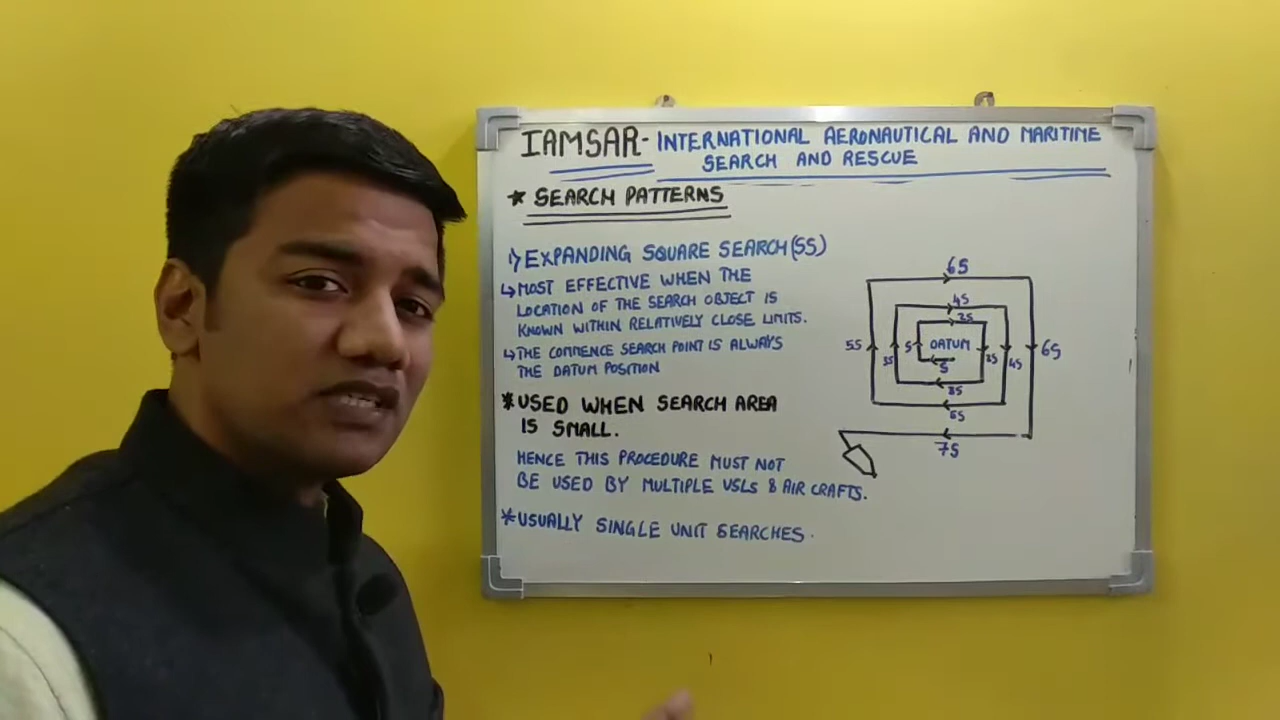 IAMSAR- INTERNATIONAL AERONAUTICAL AND MARITIME
SEARCH AND RESCUE
* SEARCH PATTERNS
1) EXPANDING SQUARE SEARCH (SS)
↳ MOST EFFECTIVE WHEN THE
LOCATION OF THE SEARCH OBJECT IS
KNOWN WITHIN RELATIVELY CLOSE LIMITS.
↳ THE COMMENCE SEARCH POINT IS ALWAYS
THE DATUM POSITION
* USED WHEN SEARCH AREA
IS SMALL.
HENCE THIS PROCEDURE MUST NOT
BE USED BY MULTIPLE VSLS & AIR CRAFTS.
* USUALLY SINGLE UNIT SEARCHES.
6S
4S
2S
5S
3S
S
DATUM
S
2S
4S
6S
3S
5S
7S